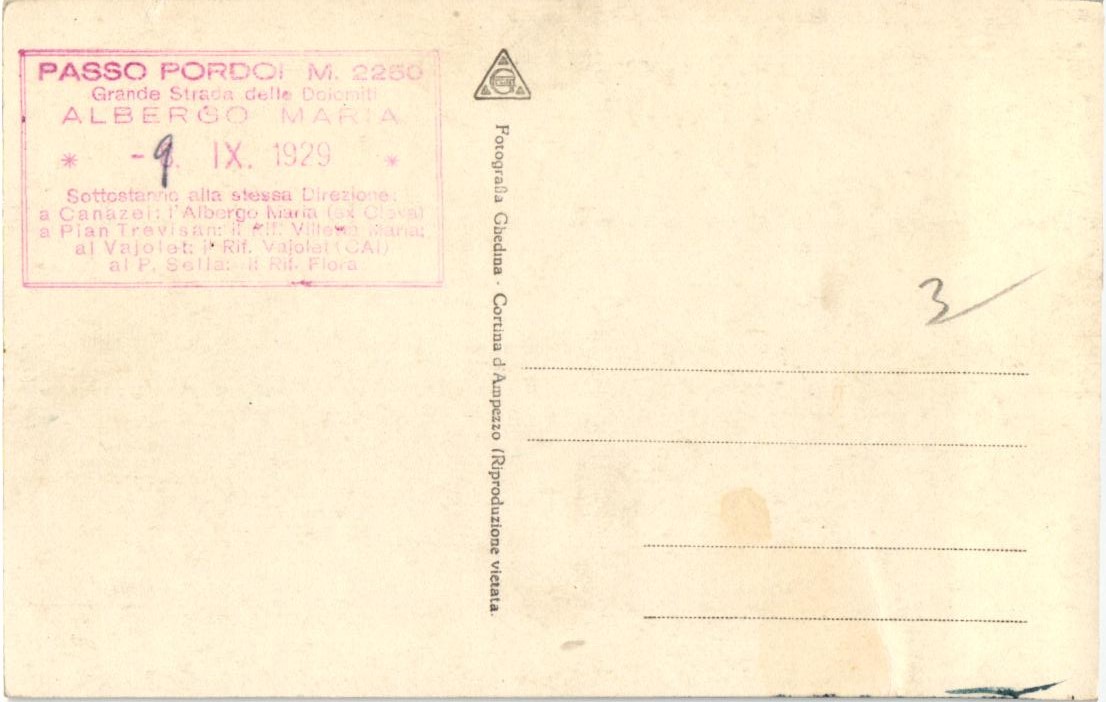 PASSO PORDOI M. 2250
Grande Strada delle Dolomiti
ALBERGO MARIA
* -9. IX. 1929 *
Sottostanno alla stessa Direzione:
a Canazei: l'Albergo Maria (ex Cleva)
a Pian Trevisan: il Rif. Villetta Maria;
al Vajolet: il Rif. Vajolet (CAI)
al P. Sella: il Rif. Flora
Fotografia Ghedina - Cortina d'Ampezzo (Riproduzione vietata.
3